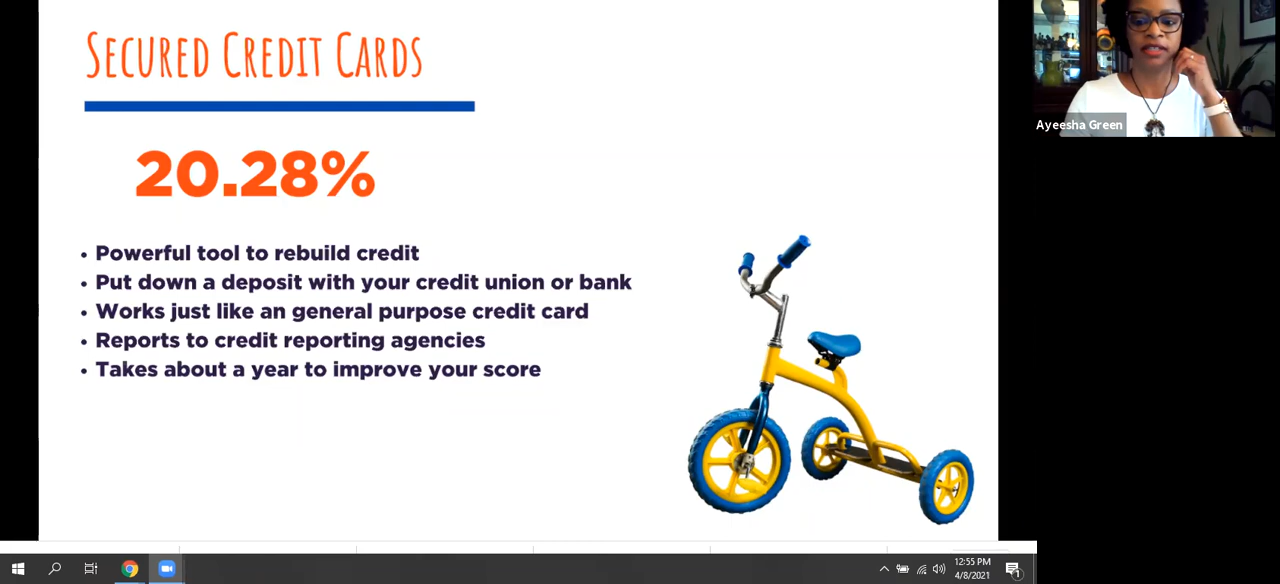 SECURED CREDIT CARDS
20.28%
• Powerful tool to rebuild credit
• Put down a deposit with your credit union or bank
• Works just like an general purpose credit card
• Reports to credit reporting agencies
• Takes about a year to improve your score
Ayeesha Green
12:55 PM
4/8/2021
1